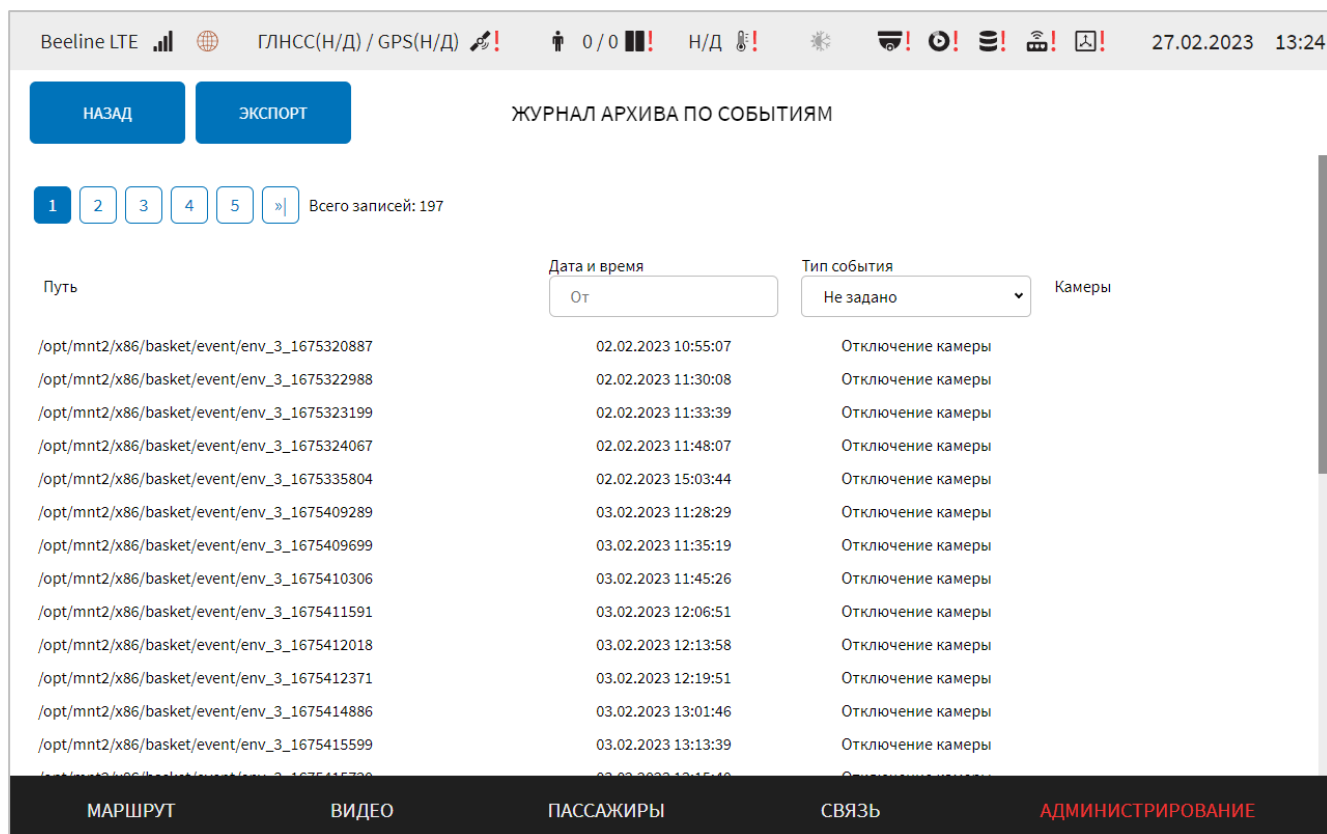 Beeline LTE ГЛНСС(Н/Д) / GPS(Н/Д) ! 0 / 0 ! Н/Д ! ! ! ! ! ! 27.02.2023 13:24
НАЗАД ЭКСПОРТ ЖУРНАЛ АРХИВА ПО СОБЫТИЯМ
1 2 3 4 5 »| Всего записей: 197
Дата и время Тип события
Путь От Не задано Камеры
/opt/mnt2/x86/basket/event/env_3_1675320887 02.02.2023 10:55:07 Отключение камеры
/opt/mnt2/x86/basket/event/env_3_1675322988 02.02.2023 11:30:08 Отключение камеры
/opt/mnt2/x86/basket/event/env_3_1675323199 02.02.2023 11:33:39 Отключение камеры
/opt/mnt2/x86/basket/event/env_3_1675324067 02.02.2023 11:48:07 Отключение камеры
/opt/mnt2/x86/basket/event/env_3_1675335804 02.02.2023 15:03:44 Отключение камеры
/opt/mnt2/x86/basket/event/env_3_1675409289 03.02.2023 11:28:29 Отключение камеры
/opt/mnt2/x86/basket/event/env_3_1675409699 03.02.2023 11:35:19 Отключение камеры
/opt/mnt2/x86/basket/event/env_3_1675410306 03.02.2023 11:45:26 Отключение камеры
/opt/mnt2/x86/basket/event/env_3_1675411591 03.02.2023 12:06:51 Отключение камеры
/opt/mnt2/x86/basket/event/env_3_1675412018 03.02.2023 12:13:58 Отключение камеры
/opt/mnt2/x86/basket/event/env_3_1675412371 03.02.2023 12:19:51 Отключение камеры
/opt/mnt2/x86/basket/event/env_3_1675414886 03.02.2023 13:01:46 Отключение камеры
/opt/mnt2/x86/basket/event/env_3_1675415599 03.02.2023 13:13:39 Отключение камеры
МАРШРУТ ВИДЕО ПАССАЖИРЫ СВЯЗЬ АДМИНИСТРИРОВАНИЕ